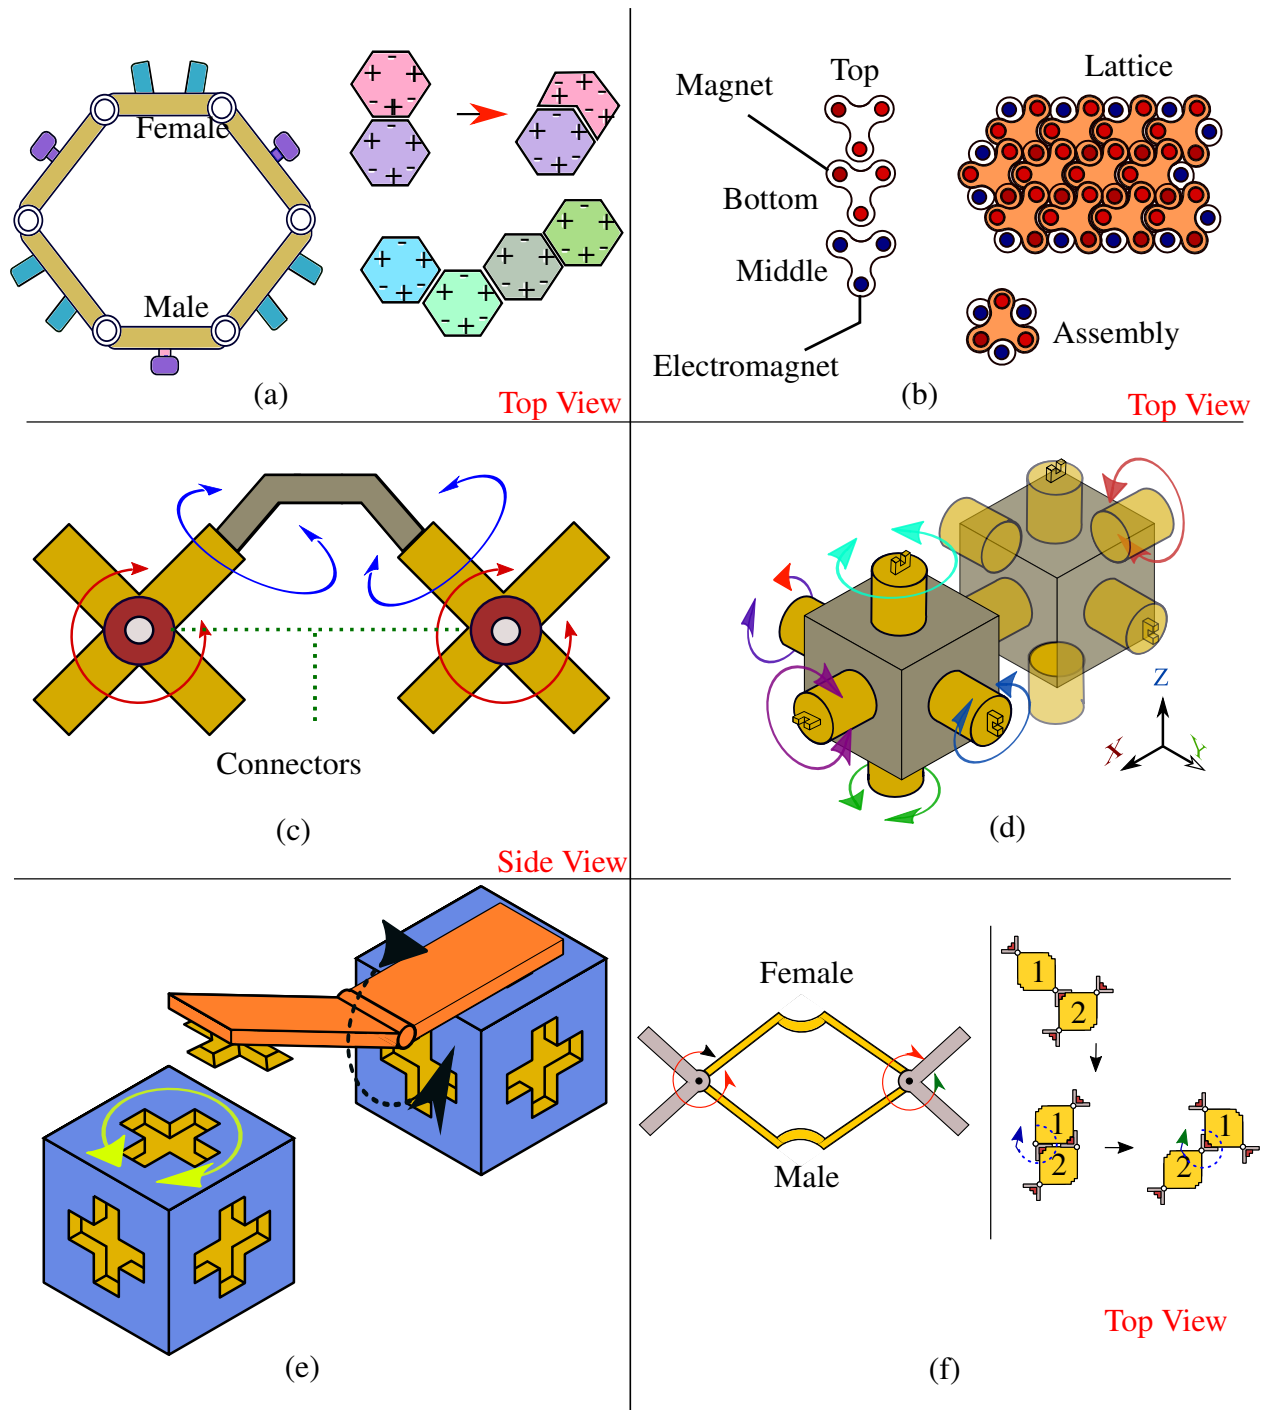 Female
Male
(a)
Top View
Magnet
Top
Bottom
Middle
Electromagnet
Lattice
Assembly
(b)
Top View
Connectors
(c)
Side View
Z
X
Y
(d)
(e)
Female
Male
1
2
1
2
1
2
Top View
(f)